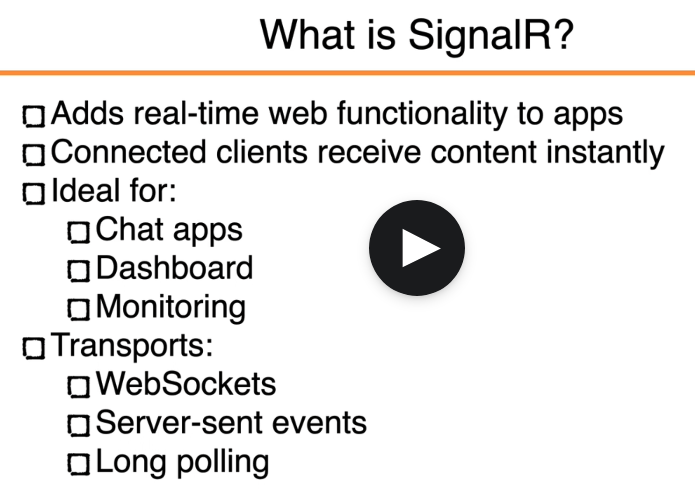 What is SignalR?
Adds real-time web functionality to apps
Connected clients receive content instantly
Ideal for:
Chat apps
Dashboard
Monitoring
Transports:
WebSockets
Server-sent events
Long polling